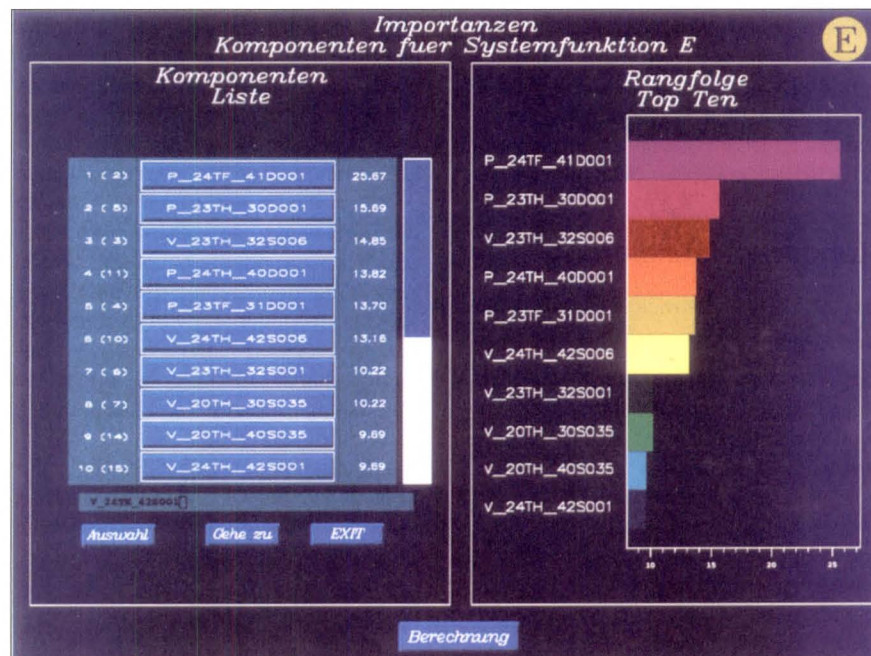 Importanzen
Komponenten fuer Systemfunktion E
E
Komponenten
Liste
1 (2) P_24TF_41D001 25.67
2 (5) P_23TH_30D001 15.69
3 (3) V_23TH_32S006 14.85
4 (11) P_24TH_40D001 13.82
5 (4) P_23TF_31D001 13.70
6 (10) V_24TH_42S006 13.16
7 (6) V_23TH_32S001 10.22
8 (7) V_20TH_30S035 10.22
9 (14) V_20TH_40S035 9.69
10 (15) V_24TH_42S001 9.69
V_24TH_42S001
Auswahl Gehe zu EXIT
Rangfolge
Top Ten
P_24TF_41D001
P_23TH_30D001
V_23TH_32S006
P_24TH_40D001
P_23TF_31D001
V_24TH_42S006
V_23TH_32S001
V_20TH_30S035
V_20TH_40S035
V_24TH_42S001
10 15 20 25
Berechnung